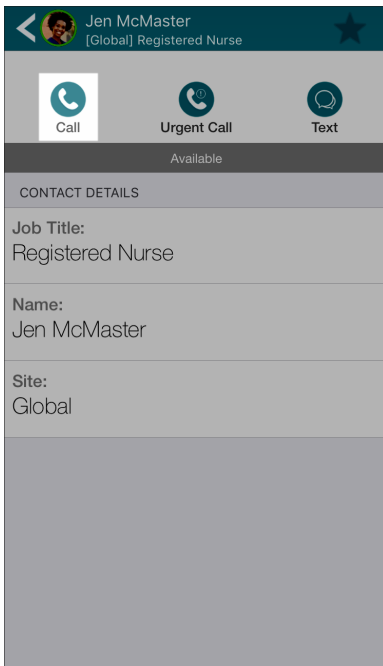 Jen McMaster
[Global] Registered Nurse
Call
Urgent Call
Text
Available
CONTACT DETAILS
Job Title:
Registered Nurse
Name:
Jen McMaster
Site:
Global